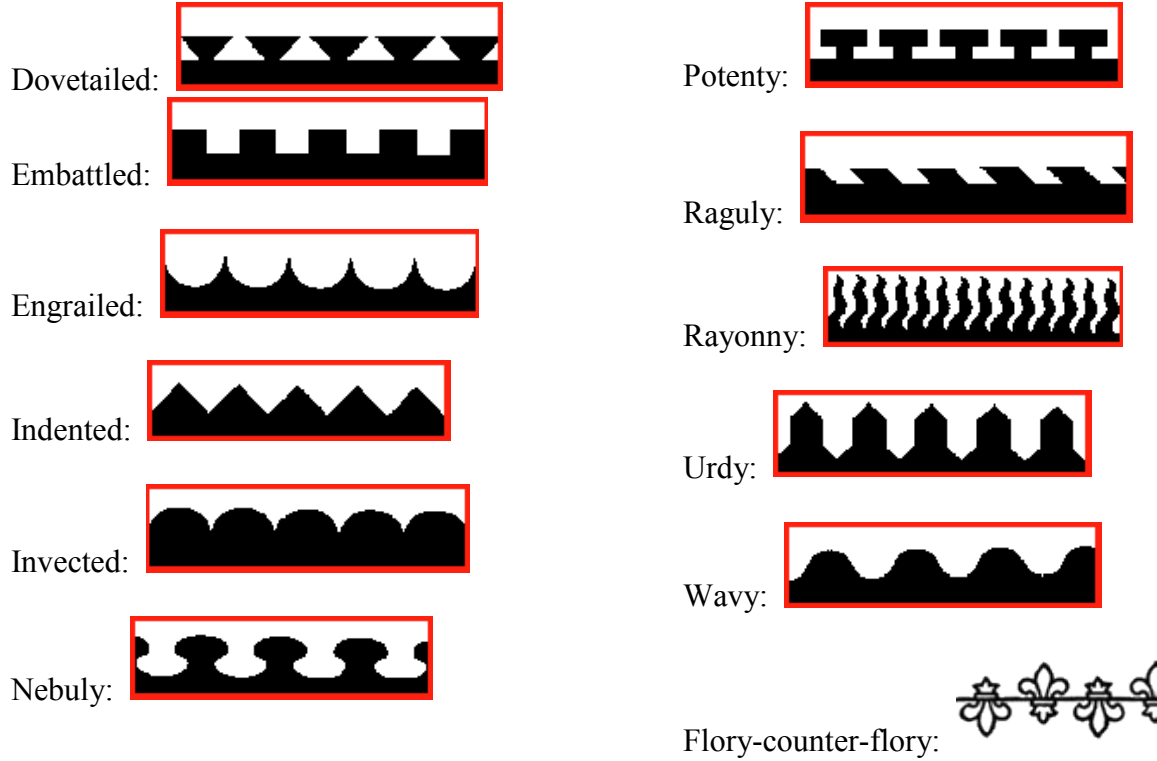 Dovetailed:
Embattled:
Engrailed:
Indented:
Invected:
Nebuly:
Potenty:
Raguly:
Rayonny:
Urdy:
Wavy:
Flory-counter-flory: